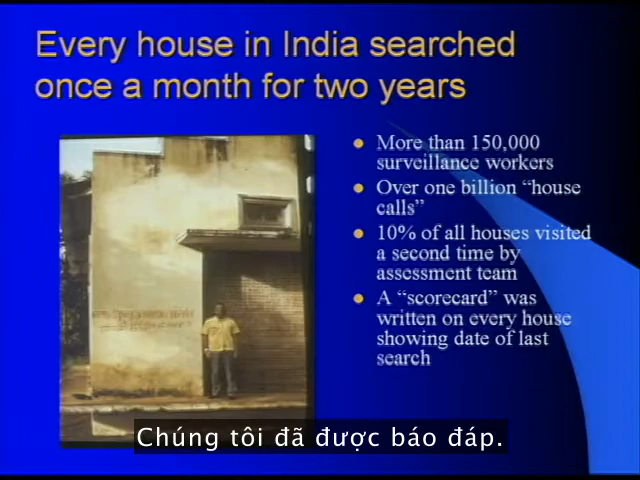 Every house in India searched
once a month for two years
More than 150,000
surveillance workers
Over one billion “house
calls”
10% of all houses visited
a second time by
assessment team
A “scorecard” was
written on every house
showing date of last
search
Chúng tôi đã được báo đáp.